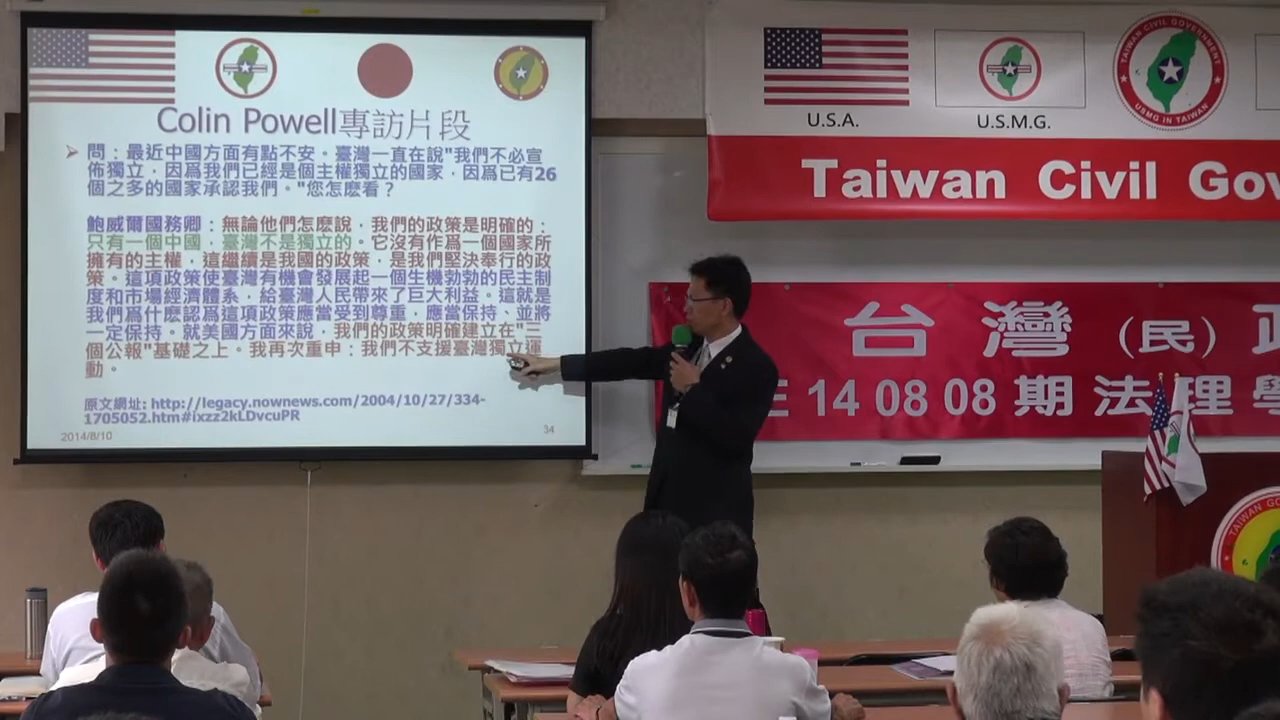 Colin Powell專訪片段
問：最近中國方面有點不安。臺灣一直在說"我們不必宣
佈獨立，因爲我們已經是個主權獨立的國家，因爲已有26
個之多的國家承認我們。"您怎麽看？
鮑威爾國務卿：無論他們怎麽說，我們的政策是明確的：
只有一個中國，臺灣不是獨立的。它沒有作爲一個國家所
擁有的主權，這繼續是我國的政策，是我們堅決奉行的政
策。這項政策使臺灣有機會發展起一個生機勃勃的民主制
度和市場經濟體系，給臺灣人民帶來了巨大利益。這就是
我們爲什麽認爲這項政策應當受到尊重，應當保持、並將
一定保持。就美國方面來說，我們的政策明確建立在"三
個公報"基礎之上。我再次重申：我們不支援臺灣獨立運
動。
原文網址: http://legacy.nownews.com/2004/10/27/334-
1705052.htm#ixzz2kLDvcuPR
2014/8/10
34
U.S.A.
U.S.M.G.
TAIWAN CIVIL GOVERNMENT
USMG IN TAIWAN
Taiwan Civil Gov
台灣(民)政
14 08 08 期法理學
TAIWAN